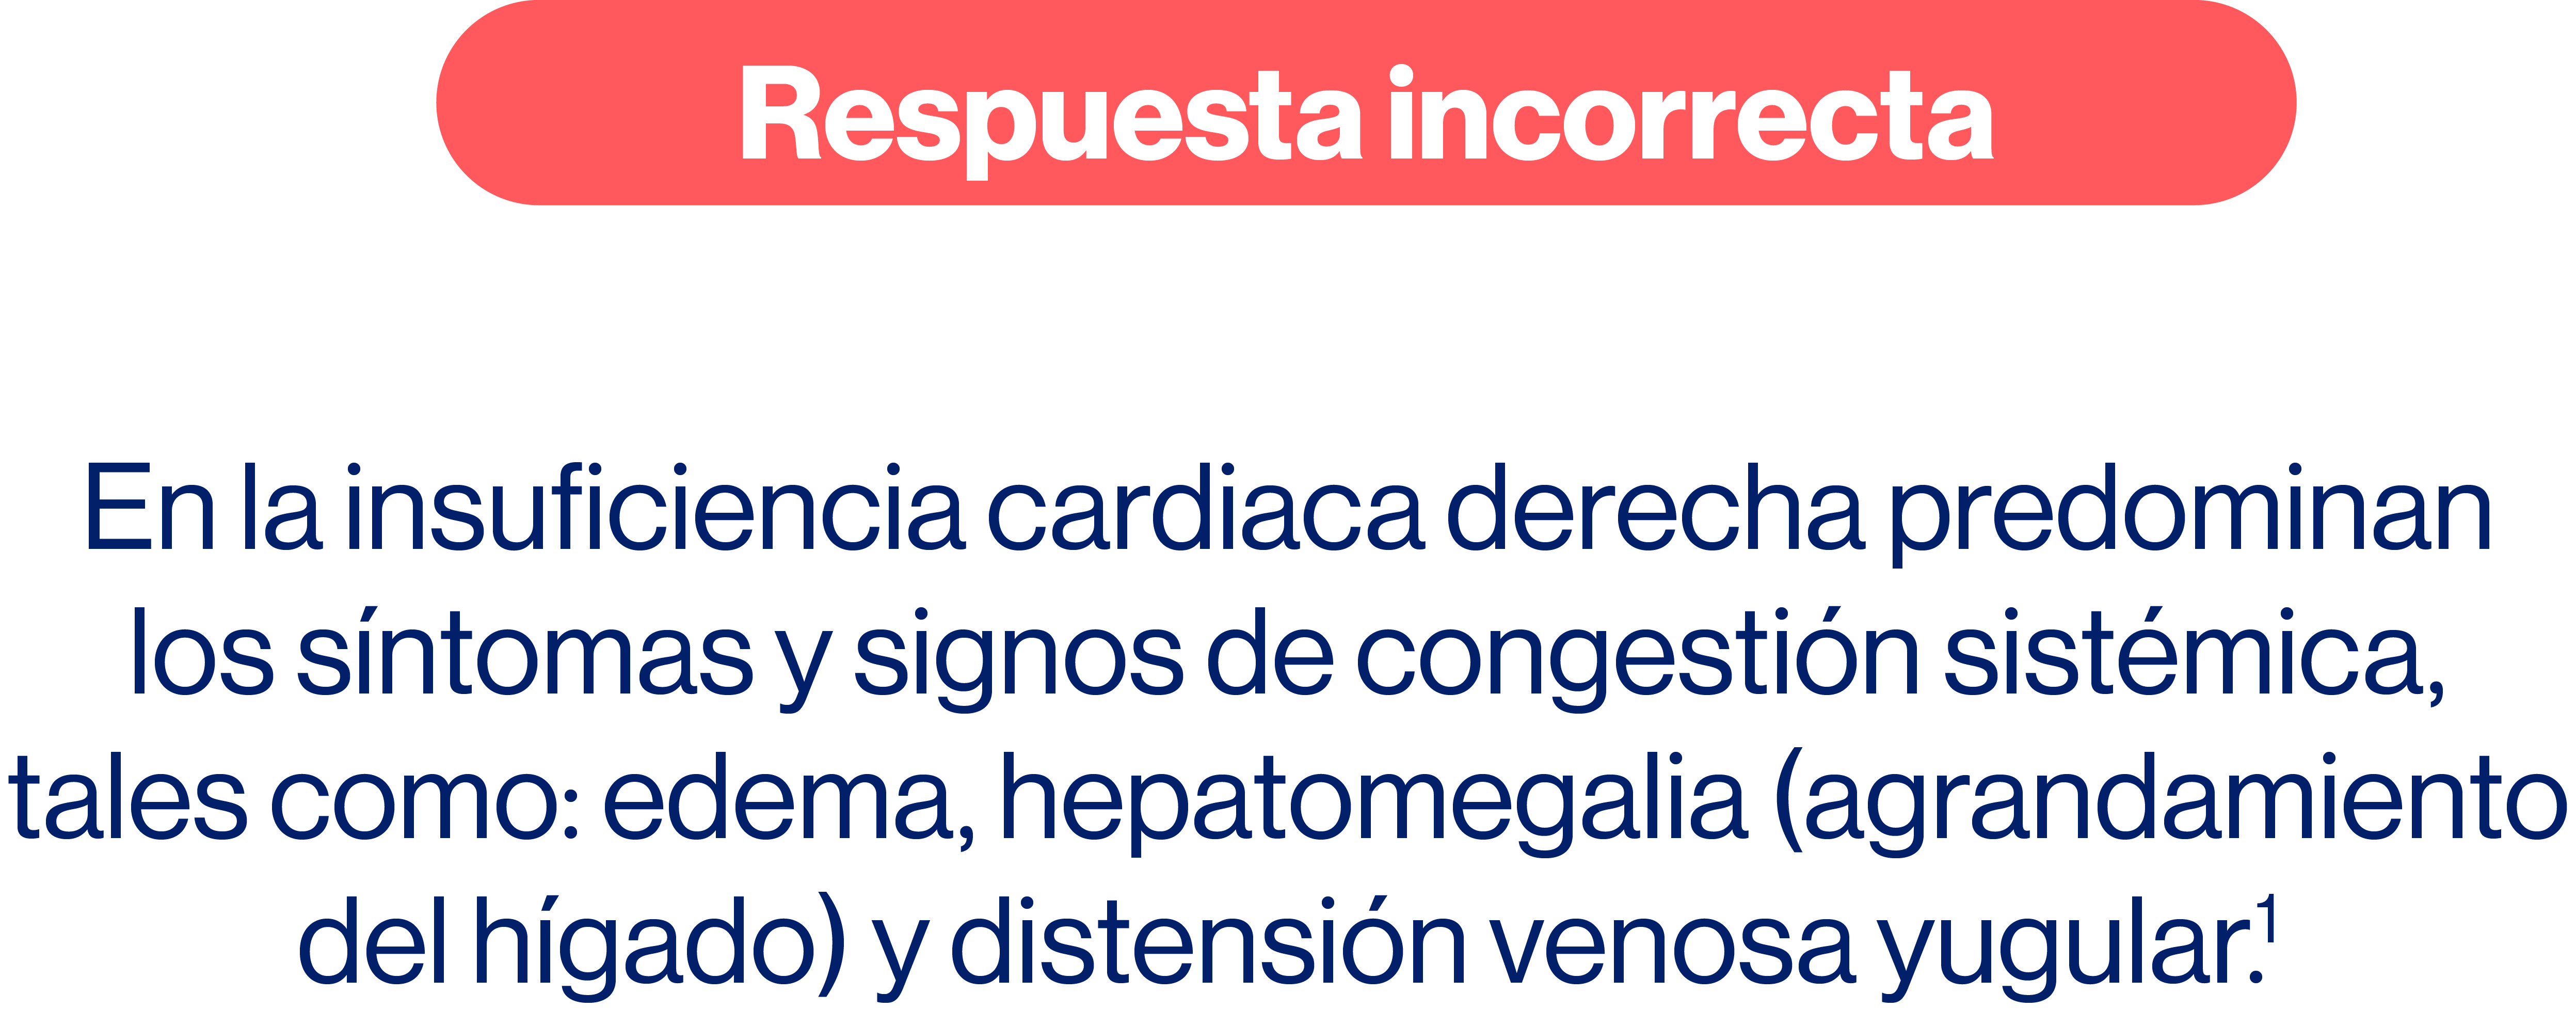 Respuesta incorrecta
En la insuficiencia cardiaca derecha predominan
los síntomas y signos de congestión sistémica,
tales como: edema, hepatomegalia (agrandamiento
del hígado) y distensión venosa yugular.¹